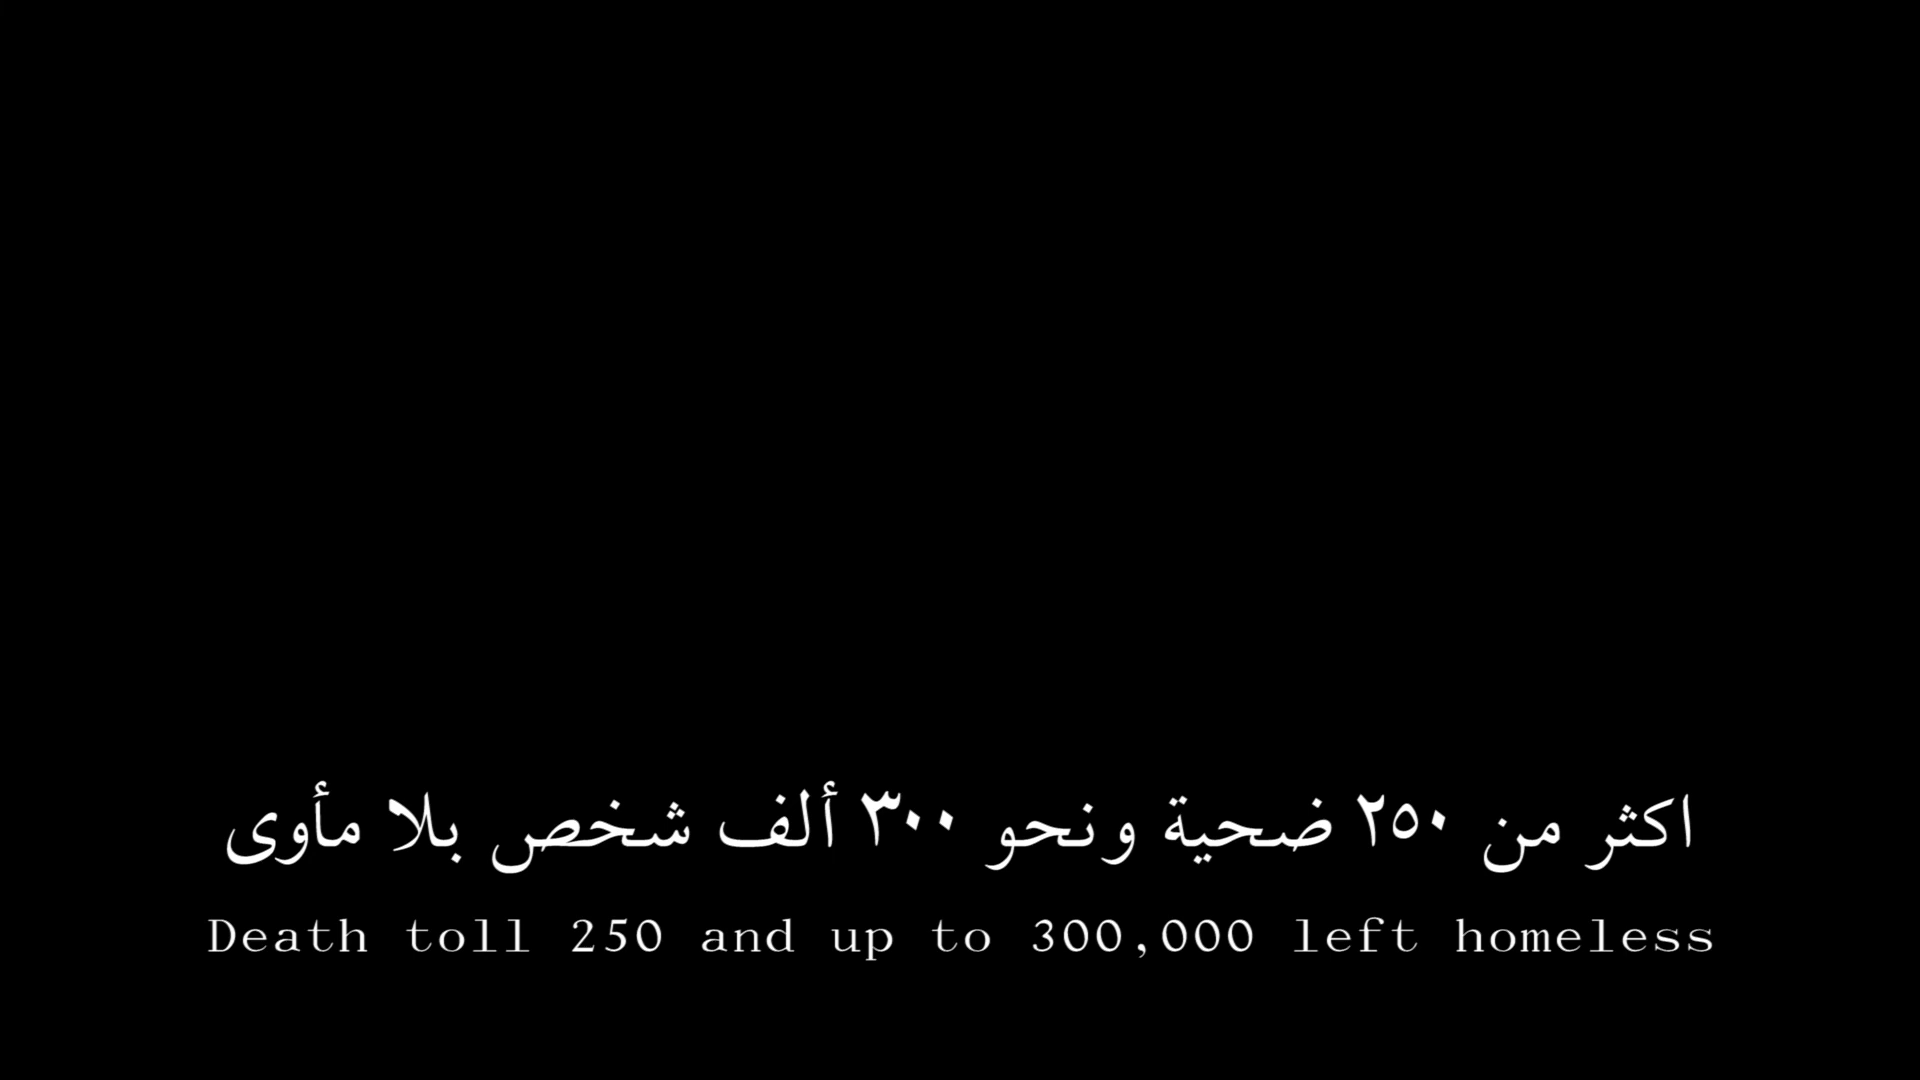 اكثر من ٢٥٠ ضحية ونحو ٣٠٠ ألف شخص بلا مأوى
Death toll 250 and up to 300,000 left homeless